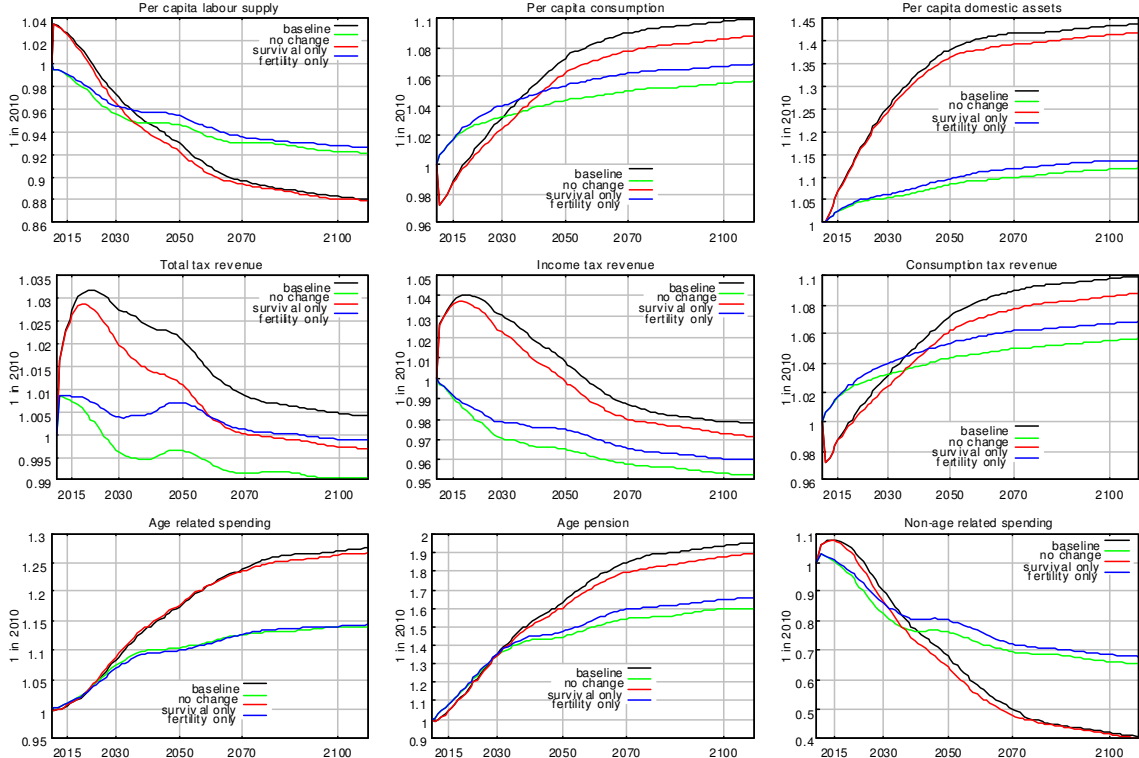 Per capita labour supply
1.04
1.02
1
0.98
0.96
0.94
0.92
0.9
0.88
0.86
1 in 2010
baseline
no change
survival only
fertility only
2015 2030 2050 2070 2100
Per capita consumption
1.1
1.08
1.06
1.04
1.02
1
0.98
0.96
1 in 2010
baseline
no change
survival only
fertility only
2015 2030 2050 2070 2100
Per capita domestic assets
1.45
1.4
1.35
1.3
1.25
1.2
1.15
1.1
1.05
1
1 in 2010
baseline
no change
survival only
fertility only
2015 2030 2050 2070 2100
Total tax revenue
1.035
1.03
1.025
1.02
1.015
1.01
1.005
1
0.995
0.99
1 in 2010
baseline
no change
survival only
fertility only
2015 2030 2050 2070 2100
Income tax revenue
1.05
1.04
1.03
1.02
1.01
1
0.99
0.98
0.97
0.96
0.95
1 in 2010
baseline
no change
survival only
fertility only
2015 2030 2050 2070 2100
Consumption tax revenue
1.1
1.08
1.06
1.04
1.02
1
0.98
0.96
1 in 2010
baseline
no change
survival only
fertility only
2015 2030 2050 2070 2100
Age related spending
1.3
1.25
1.2
1.15
1.1
1.05
1
0.95
1 in 2010
baseline
no change
survival only
fertility only
2015 2030 2050 2070 2100
Age pension
2
1.9
1.8
1.7
1.6
1.5
1.4
1.3
1.2
1.1
1
0.9
1 in 2010
baseline
no change
survival only
fertility only
2015 2030 2050 2070 2100
Non-age related spending
1.1
1
0.9
0.8
0.7
0.6
0.5
0.4
1 in 2010
baseline
no change
survival only
fertility only
2015 2030 2050 2070 2100